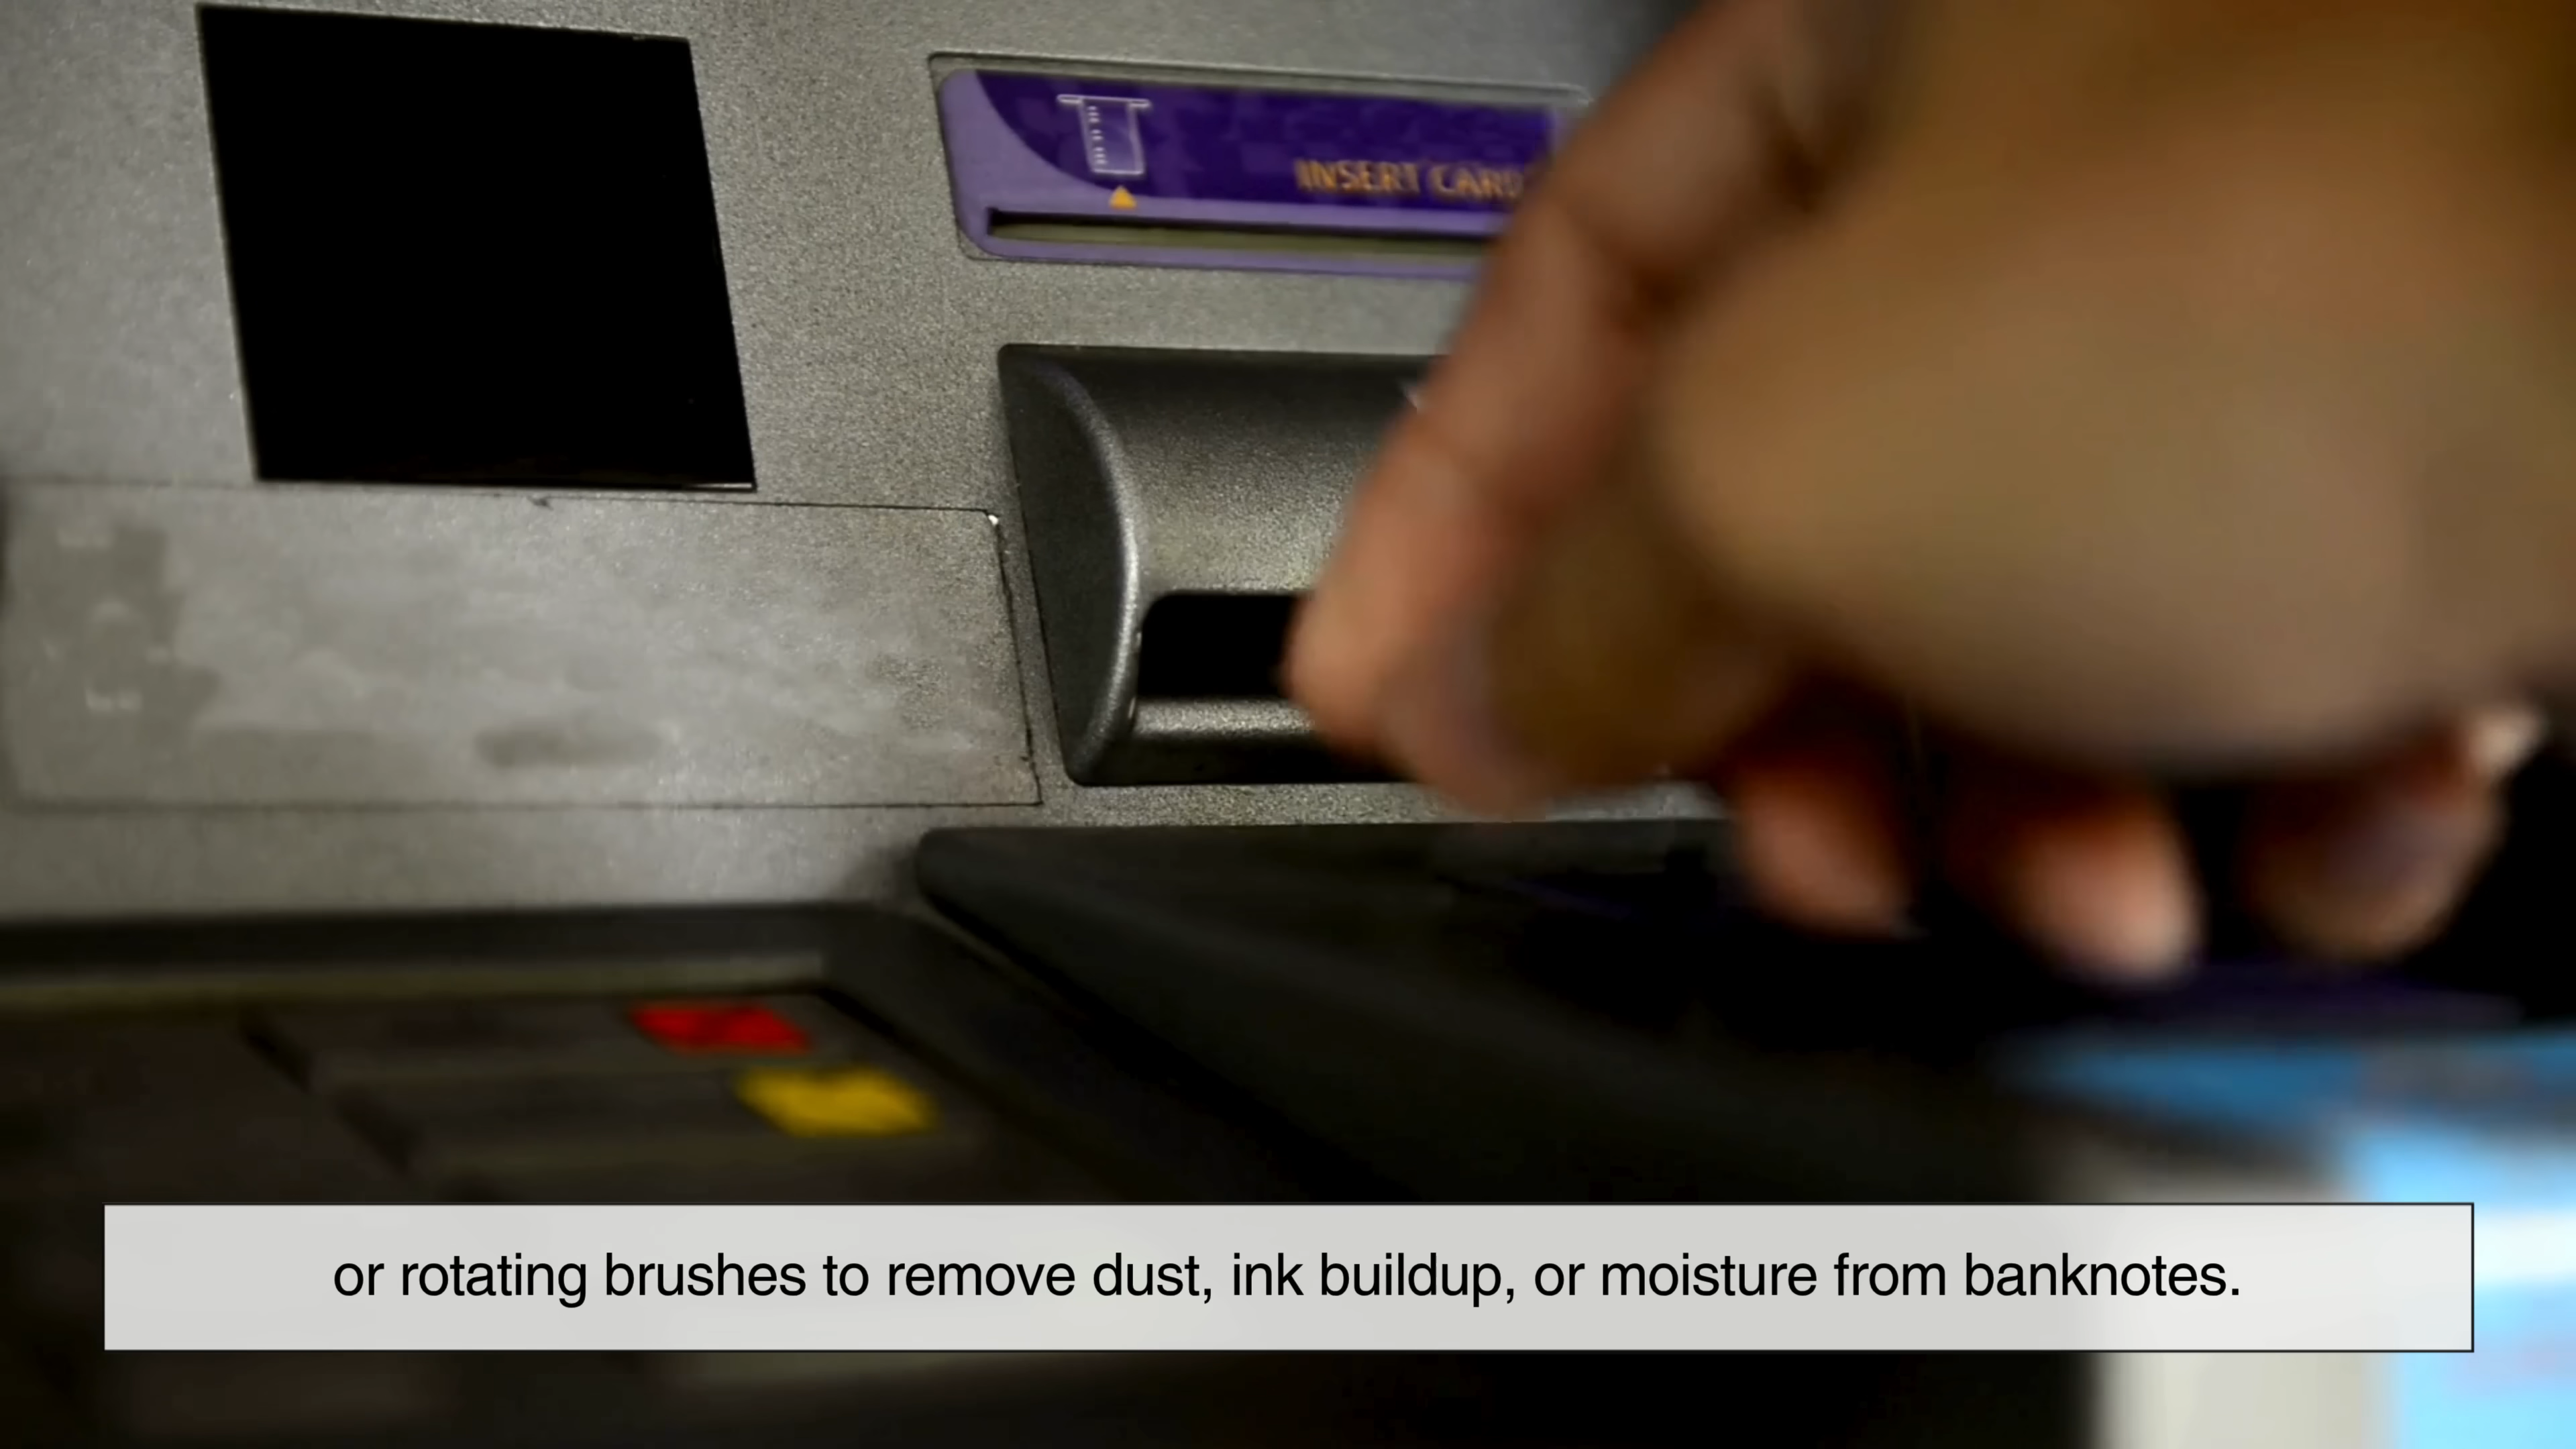 INSERT CARD
or rotating brushes to remove dust, ink buildup, or moisture from banknotes.